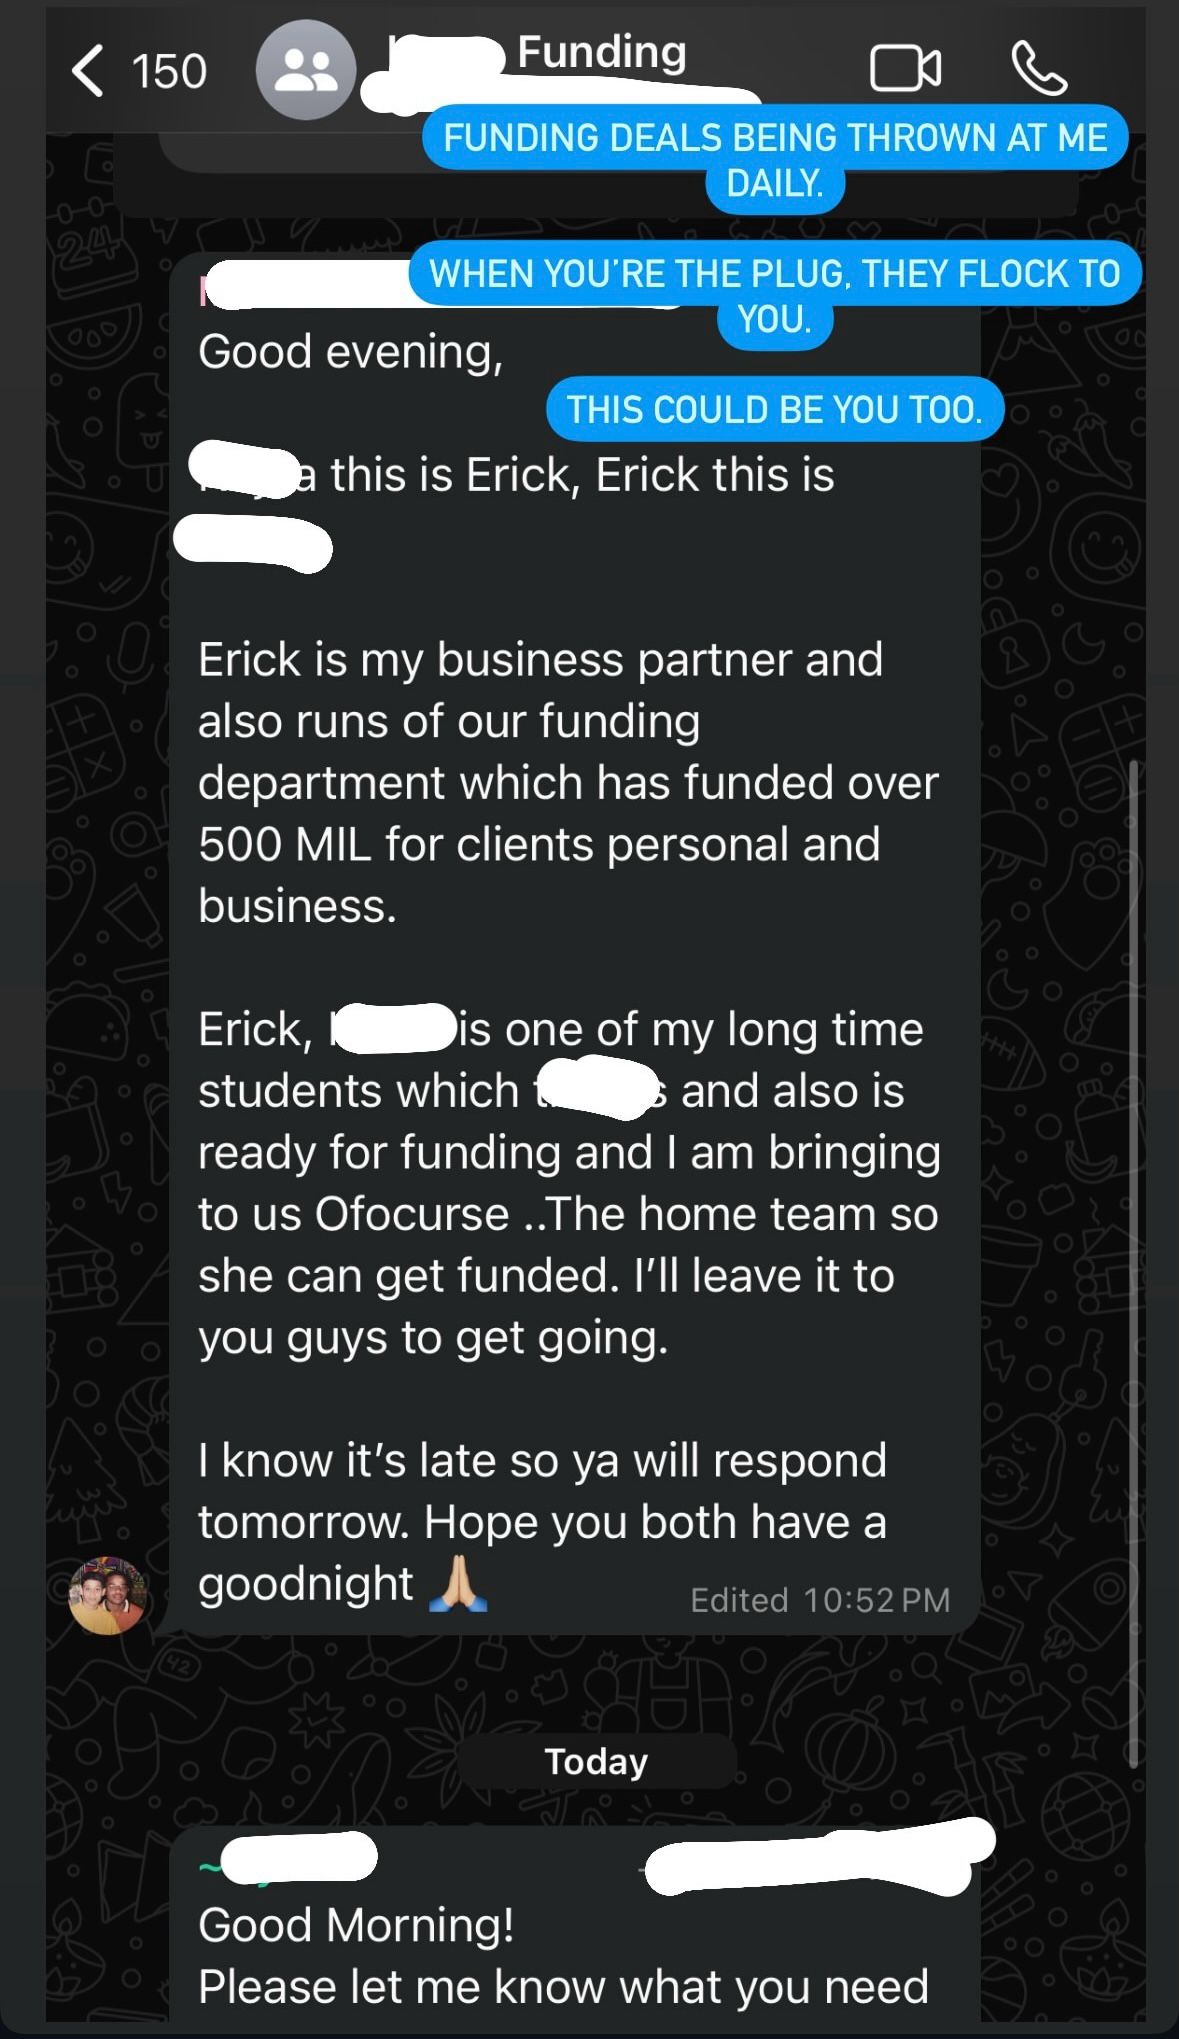 150
Funding
FUNDING DEALS BEING THROWN AT ME
DAILY.
WHEN YOU'RE THE PLUG, THEY FLOCK TO
YOU.
THIS COULD BE YOU TOO.
Good evening,
this is Erick, Erick this is
Erick is my business partner and
also runs of our funding
department which has funded over
500 MIL for clients personal and
business.
Erick, is one of my long time
students which and also is
ready for funding and I am bringing
to us Ofocurse ..The home team so
she can get funded. I'll leave it to
you guys to get going.
I know it's late so ya will respond
tomorrow. Hope you both have a
goodnight 🙏🏼
Edited 10:52 PM
Today
~
Good Morning!
Please let me know what you need